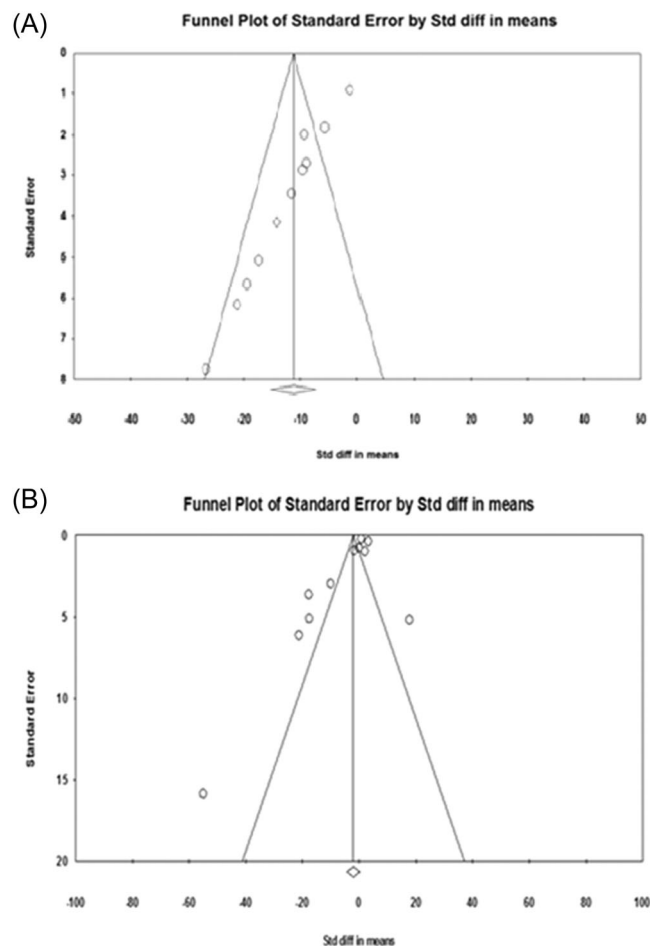 (A)
Funnel Plot of Standard Error by Std diff in means
0
1
2
3
4
5
6
7
8
Standard Error
-50 -40 -30 -20 -10 0 10 20 30 40 50
Std diff in means
(B)
Funnel Plot of Standard Error by Std diff in means
0
5
10
15
20
Standard Error
-100 -80 -60 -40 -20 0 20 40 60 80 100
Std diff in means